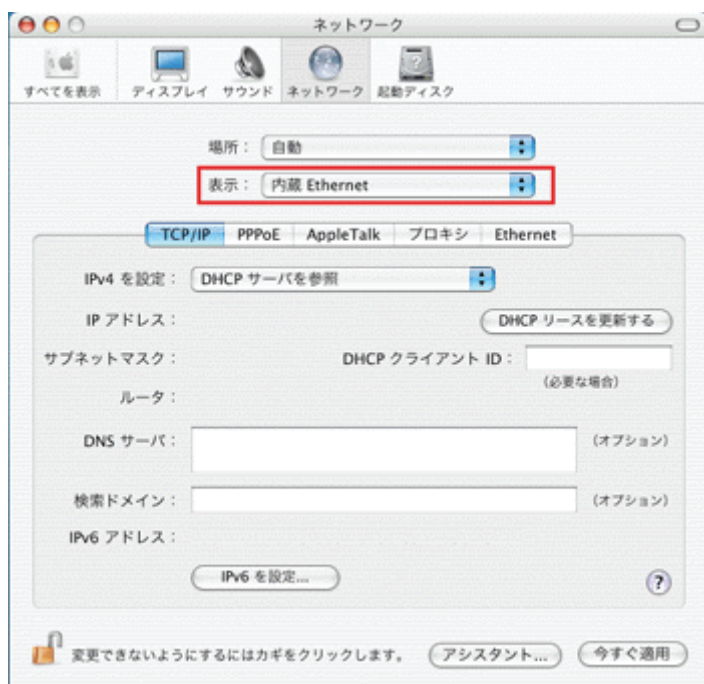 ネットワーク
すべてを表示 ディスプレイ サウンド ネットワーク 起動ディスク
場所： 自動
表示： 内蔵 Ethernet
TCP/IP PPPoE AppleTalk プロキシ Ethernet
IPv4 を設定： DHCP サーバを参照
IP アドレス： DHCP リースを更新する
サブネットマスク： DHCP クライアント ID：
(必要な場合)
ルータ：
DNS サーバ： (オプション)
検索ドメイン： (オプション)
IPv6 アドレス：
IPv6 を設定... ?
変更できないようにするにはカギをクリックします。 アシスタント... 今すぐ適用